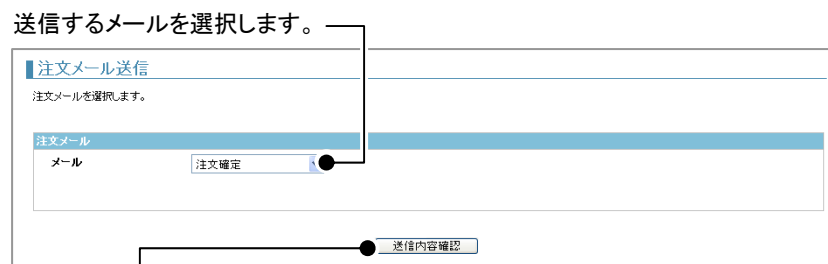 送信するメールを選択します。
注文メール送信
注文メールを選択します。
注文メール
メール 注文確定
送信内容確認